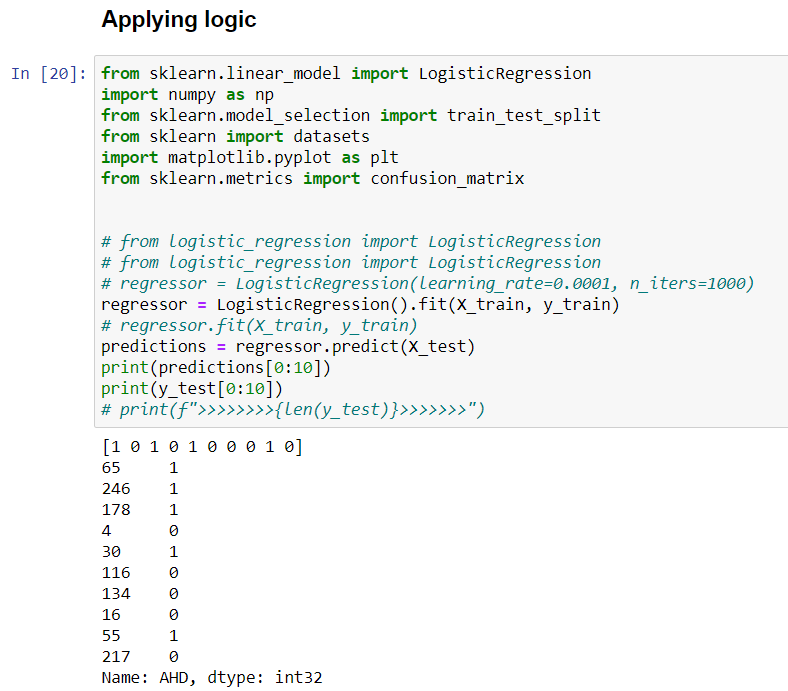 Applying logic
In [20]:
from sklearn.linear_model import LogisticRegression
import numpy as np
from sklearn.model_selection import train_test_split
from sklearn import datasets
import matplotlib.pyplot as plt
from sklearn.metrics import confusion_matrix
# from logistic_regression import LogisticRegression
# from logistic_regression import LogisticRegression
# regressor = LogisticRegression(learning_rate=0.0001, n_iters=1000)
regressor = LogisticRegression().fit(X_train, y_train)
# regressor.fit(X_train, y_train)
predictions = regressor.predict(X_test)
print(predictions[0:10])
print(y_test[0:10])
# print(f">>>>>>>>{len(y_test)}>>>>>>>")
[1 0 1 0 1 0 0 0 1 0]
65     1
246    1
178    1
4      0
30     1
116    0
134    0
16     0
55     1
217    0
Name: AHD, dtype: int32